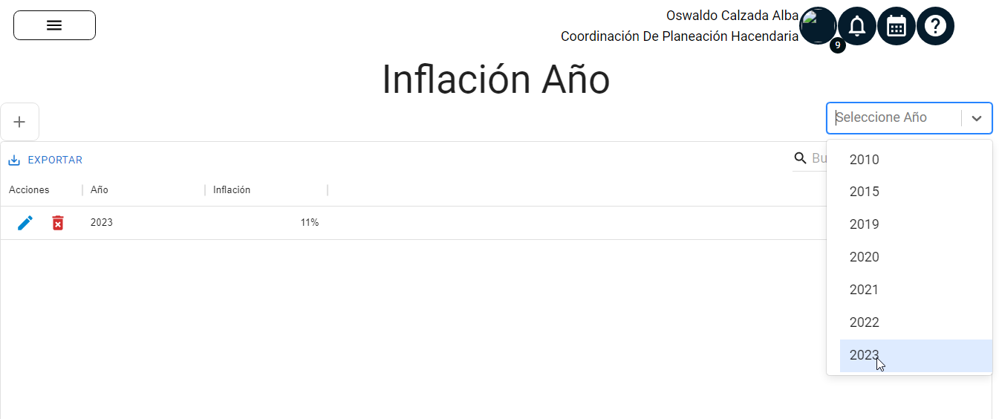 Oswaldo Calzada Alba
Coordinación De Planeación Hacendaria
9
Inflación Año
Seleccione Año
EXPORTAR
Bu
Acciones Año Inflación
2023 11%
2010
2015
2019
2020
2021
2022
2023